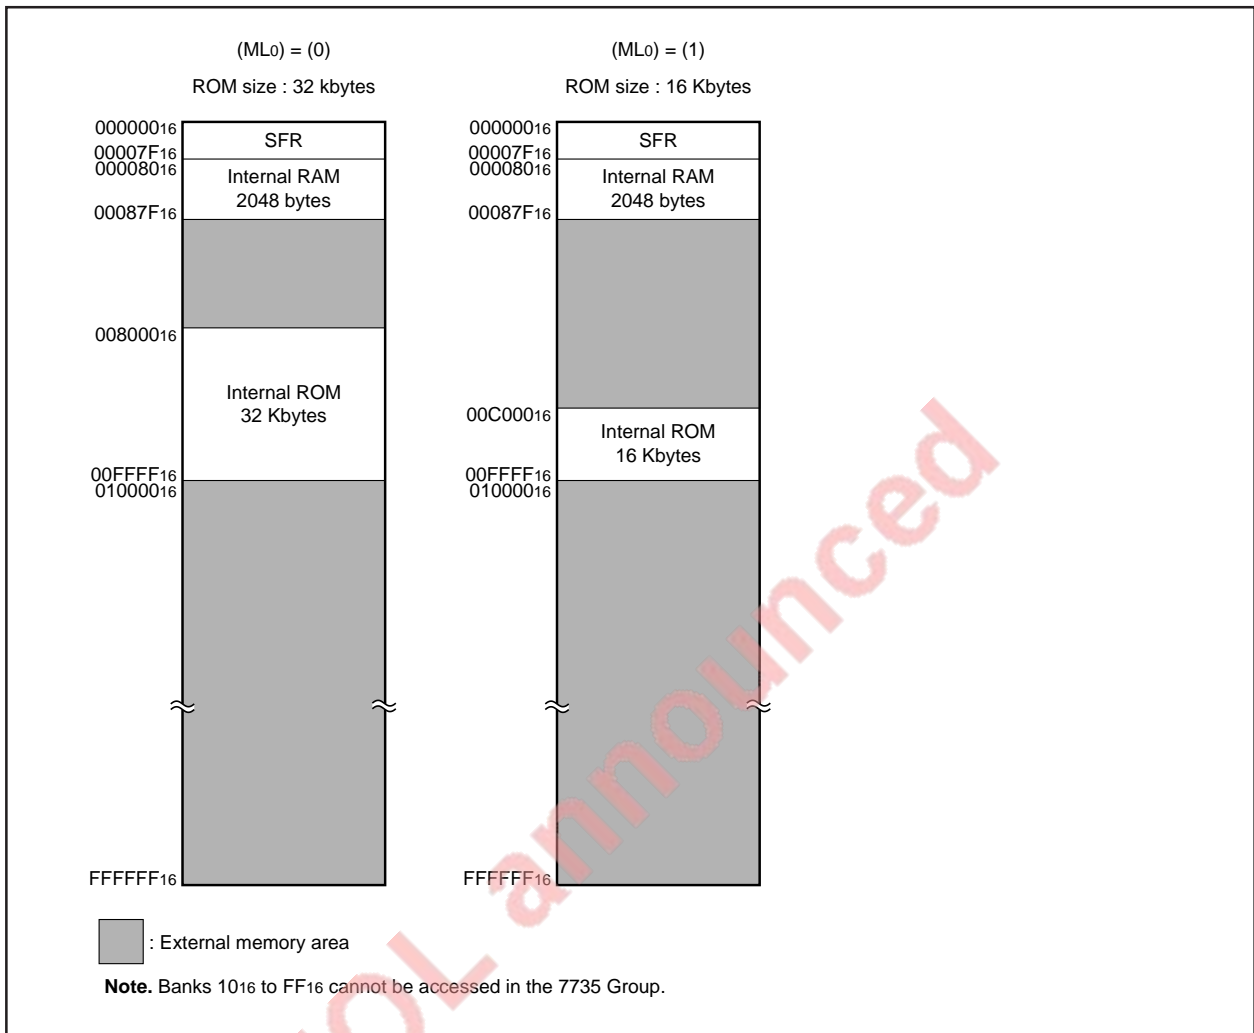 (ML0) = (0)
ROM size : 32 kbytes
00000016
SFR
00007F16
00008016
Internal RAM
2048 bytes
00087F16
00800016
Internal ROM
32 Kbytes
00FFFF16
01000016
FFFFFF16
(ML0) = (1)
ROM size : 16 Kbytes
00000016
SFR
00007F16
00008016
Internal RAM
2048 bytes
00087F16
00C00016
Internal ROM
16 Kbytes
00FFFF16
01000016
FFFFFF16
: External memory area
Note. Banks 1016 to FF16 cannot be accessed in the 7735 Group.
OL announced